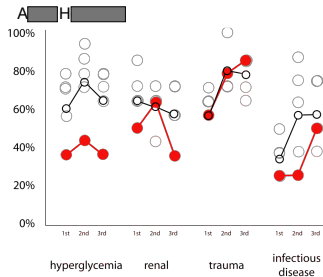 A H
100%
80%
60%
40%
20%
0%
1st 2nd 3rd 1st 2nd 3rd 1st 2nd 3rd 1st 2nd 3rd
hyperglycemia renal trauma infectious
disease